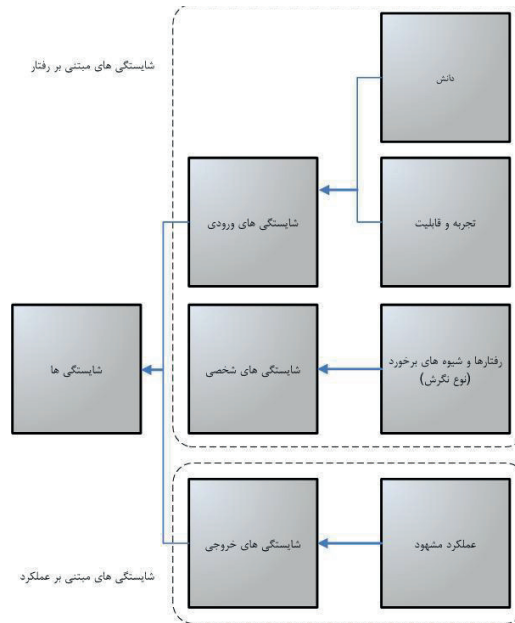 شایستگی های مبتنی بر رفتار
دانش
تجربه و قابلیت
شایستگی های ورودی
رفتارها و شیوه های برخورد
(نوع نگرش)
شایستگی های شخصی
شایستگی ها
عملکرد مشهود
شایستگی های خروجی
شایستگی های مبتنی بر عملکرد